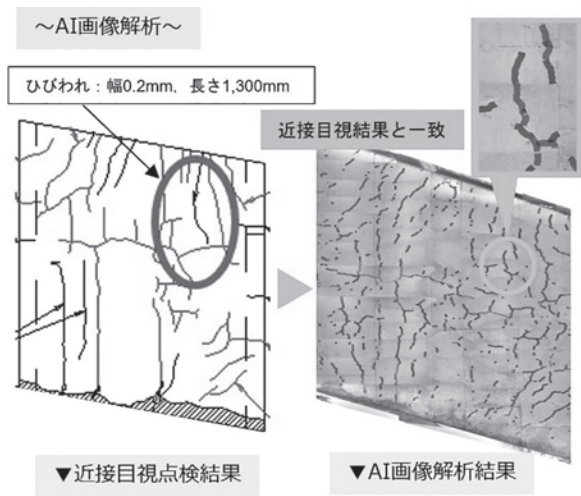 ～AI画像解析～
ひびわれ：幅0.2mm，長さ1,300mm
近接目視結果と一致
▼近接目視点検結果
▼AI画像解析結果